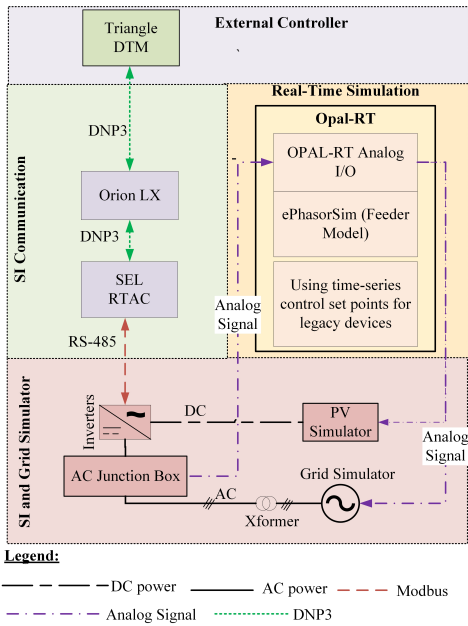 External Controller
Triangle
DTM
DNP3
SI Communication
Orion LX
DNP3
SEL
RTAC
RS-485
Real-Time Simulation
Opal-RT
OPAL-RT Analog
I/O
ePhasorSim (Feeder
Model)
Using time-series
control set points for
legacy devices
Analog
Signal
SI and Grid Simulator
Inverters
DC
PV
Simulator
Analog
Signal
AC Junction Box
AC
Xformer
Grid Simulator
Legend:
DC power
AC power
Modbus
Analog Signal
DNP3